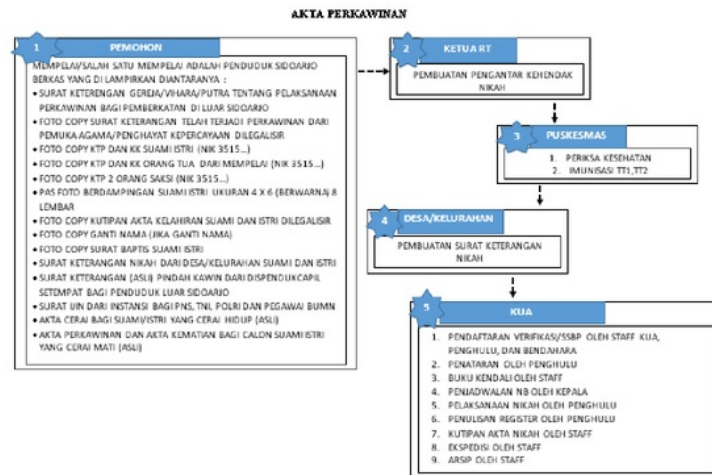 AKTA PERKAWINAN
1
PEMOHON
MEMPELAI/SALAH SATU MEMPELAI ADALAH PENDUDUK SIDOARJO
BERKAS YANG DI LAMPIRKAN DIANTARANYA :
• SURAT KETERENGAN GEREJA/VIHARA/PUTRA TENTANG PELAKSANAAN
PERKAWINAN BAGI PEMBERKATAN DI LUAR SIDOARJO
• FOTO COPY SURAT KETERANGAN TELAH TERJADI PERKAWINAN DARI
PEMUKA AGAMA/PENGHAYAT KEPERCAYAAN DILEGALISIR
• FOTO COPY KTP DAN KK SUAMI ISTRI (NIK 3515...)
• FOTO COPY KTP DAN KK ORANG TUA DARI MEMPELAI (NIK 3515...)
• FOTO COPY KTP 2 ORANG SAKSI (NIK 3515...)
• PAS FOTO BERDAMPINGAN SUAMI ISTRI UKURAN 4 X 6 (BERWARNA) 8
LEMBAR
• FOTO COPY KUTIPAN AKTA KELAHIRAN SUAMI DAN ISTRI DILEGALISIR
• FOTO COPY GANTI NAMA (JIKA GANTI NAMA)
• FOTO COPY SURAT BAPTIS SUAMI ISTRI
• SURAT KETERANGAN NIKAH DARI DESA/KELURAHAN SUAMI DAN ISTRI
• SURAT KETERANGAN (ASLI) PINDAH KAWIN DARI DISPENDUKCAPIL
SETEMPAT BAGI PENDUDUK LUAR SIDOARJO
• SURAT IJIN DARI INSTANSI BAGI PNS, TNI, POLRI DAN PEGAWAI BUMN
• AKTA CERAI BAGI SUAMI/ISTRI YANG CERAI HIDUP (ASLI)
• AKTA PERKAWINAN DAN AKTA KEMATIAN BAGI CALON SUAMI ISTRI
YANG CERAI MATI (ASLI)
2
KETUA RT
PEMBUATAN PENGANTAR KEHENDAK
NIKAH
3
PUSKESMAS
1. PERIKSA KESEHATAN
2. IMUNISASI TT1,TT2
4
DESA/KELURAHAN
PEMBUATAN SURAT KETERANGAN
NIKAH
5
KUA
1. PENDAFTARAN VERIFIKASI/SSBP OLEH STAFF KUA,
PENGHULU, DAN BENDAHARA
2. PENATARAN OLEH PENGHULU
3. BUKU KENDALI OLEH STAFF
4. PENJADWALAN NB OLEH KEPALA
5. PELAKSANAAN NIKAH OLEH PENGHULU
6. PENULISAN REGISTER OLEH PENGHULU
7. KUTIPAN AKTA NIKAH OLEH STAFF
8. EKSPEDISI OLEH STAFF
9. ARSIP OLEH STAFF